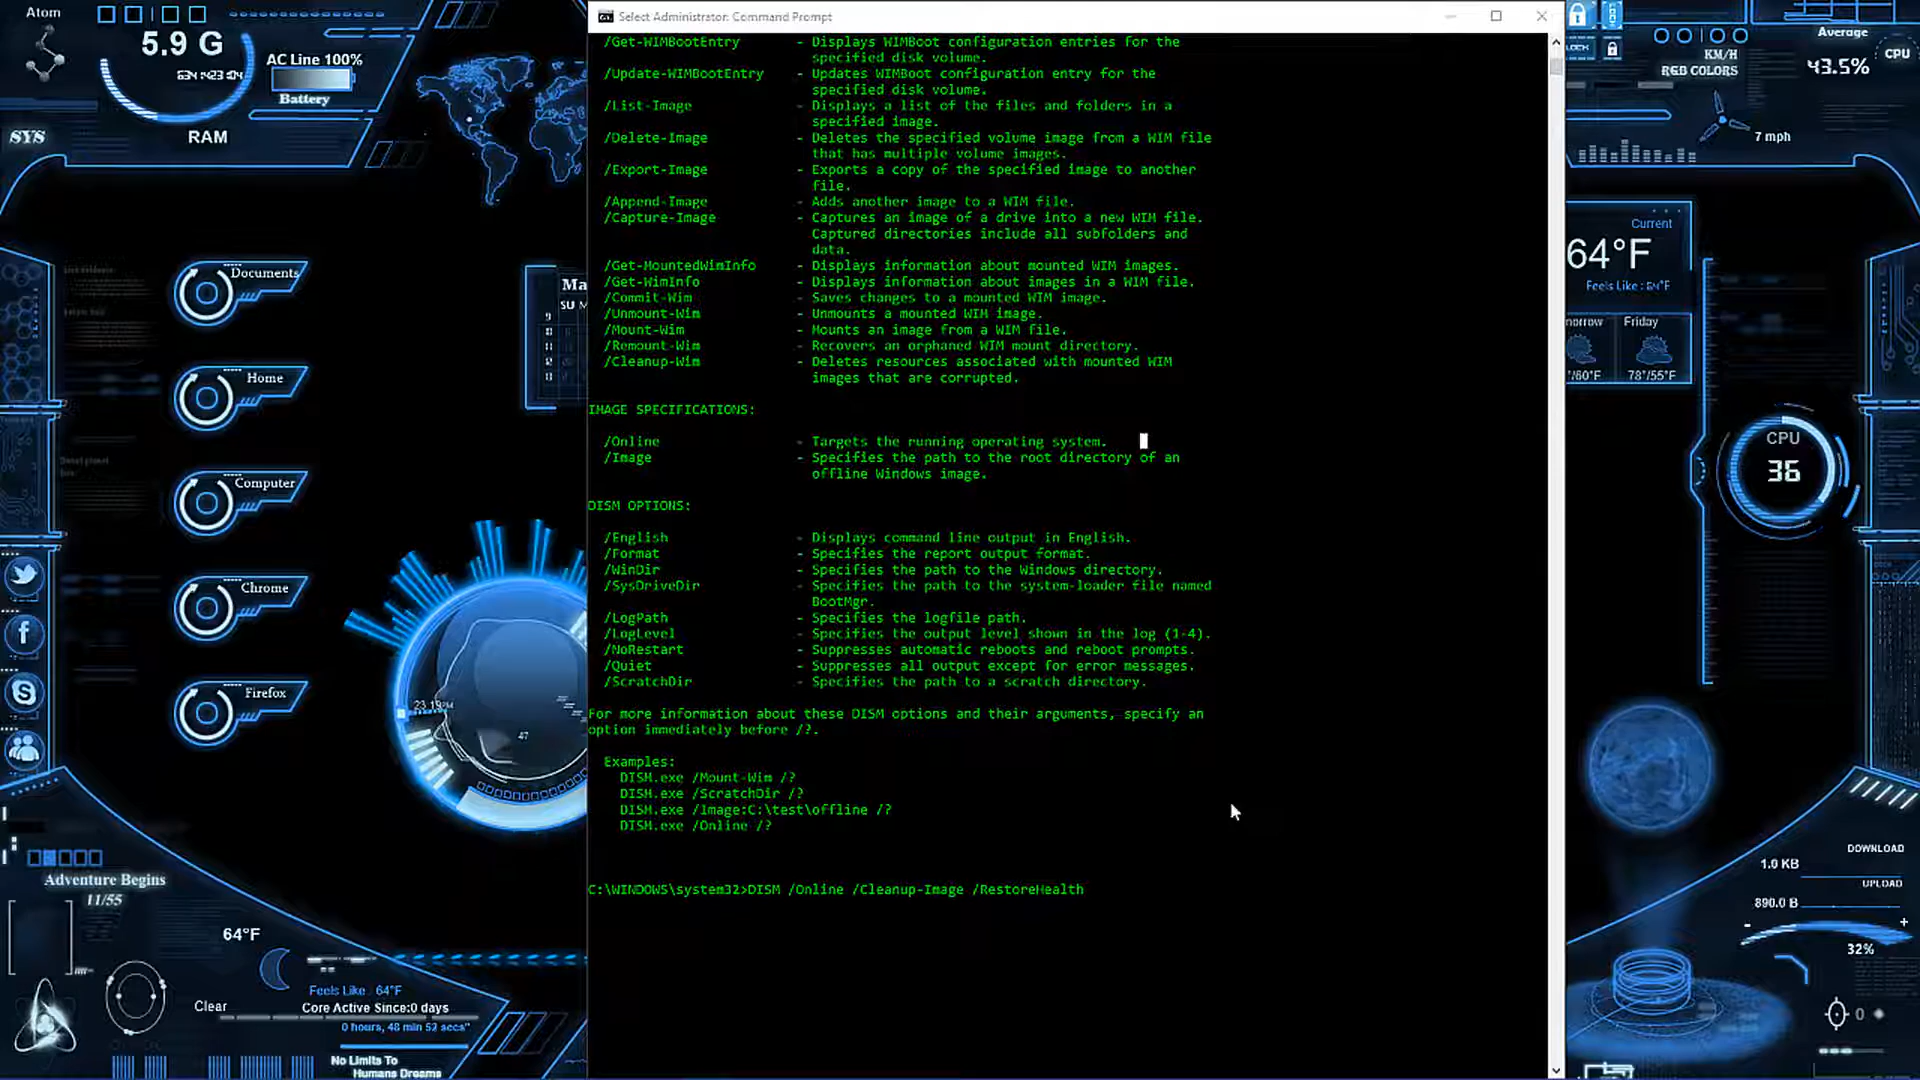 Atom
5.9 G
AC Line 100%
Battery
SYS
RAM
Documents
Home
Computer
Chrome
Firefox
Ma
SU M
23:19PM
47
Adventure Begins
11/55
64°F
Feels Like : 64°F
Clear
Core Active Since:0 days
0 hours, 48 min 52 secs"
No Limits To
Humans Dreams
Select Administrator: Command Prompt
/Get-WIMBootEntry - Displays WIMBoot configuration entries for the
specified disk volume.
/Update-WIMBootEntry - Updates WIMBoot configuration entry for the
specified disk volume.
/List-Image - Displays a list of the files and folders in a
specified image.
/Delete-Image - Deletes the specified volume image from a WIM file
that has multiple volume images.
/Export-Image - Exports a copy of the specified image to another
file.
/Append-Image - Adds another image to a WIM file.
/Capture-Image - Captures an image of a drive into a new WIM file.
Captured directories include all subfolders and
data.
/Get-MountedWimInfo - Displays information about mounted WIM images.
/Get-WimInfo - Displays information about images in a WIM file.
/Commit-Wim - Saves changes to a mounted WIM image.
/Unmount-Wim - Unmounts a mounted WIM image.
/Mount-Wim - Mounts an image from a WIM file.
/Remount-Wim - Recovers an orphaned WIM mount directory.
/Cleanup-Wim - Deletes resources associated with mounted WIM
images that are corrupted.
IMAGE SPECIFICATIONS:
/Online - Targets the running operating system.
/Image - Specifies the path to the root directory of an
offline Windows image.
DISM OPTIONS:
/English - Displays command line output in English.
/Format - Specifies the report output format.
/WinDir - Specifies the path to the Windows directory.
/SysDriveDir - Specifies the path to the system-loader file named
BootMgr.
/LogPath - Specifies the logfile path.
/LogLevel - Specifies the output level shown in the log (1-4).
/NoRestart - Suppresses automatic reboots and reboot prompts.
/Quiet - Suppresses all output except for error messages.
/ScratchDir - Specifies the path to a scratch directory.
For more information about these DISM options and their arguments, specify an
option immediately before /?.
Examples:
DISM.exe /Mount-Wim /?
DISM.exe /ScratchDir /?
DISM.exe /Image:C:\test\offline /?
DISM.exe /Online /?
C:\WINDOWS\system32>DISM /Online /Cleanup-Image /RestoreHealth
KM/H
RGB COLORS
Average
43.5%
CPU
7 mph
Current
64°F
Feels Like : 64°F
Friday
/60°F
78°/55°F
CPU
36
DOWNLOAD
1.0 KB
UPLOAD
890.0 B
- +
32%
0